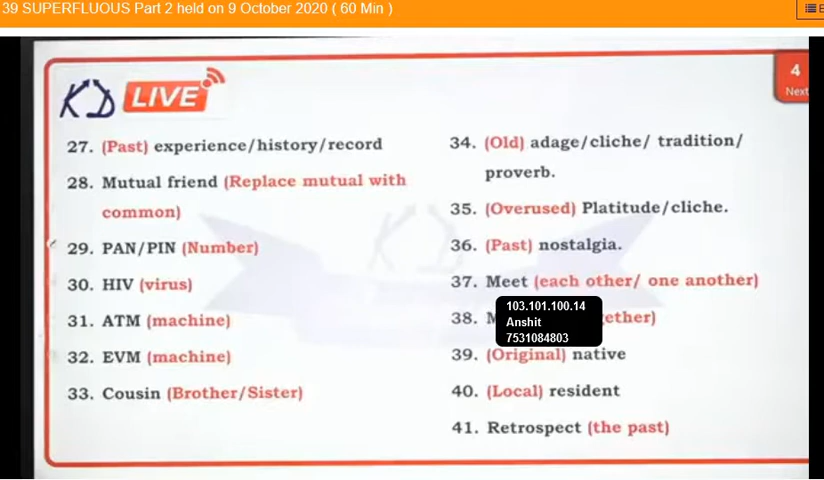 39 SUPERFLUOUS Part 2 held on 9 October 2020 ( 60 Min )
KD LIVE
4
Next
27. (Past) experience/history/record
28. Mutual friend (Replace mutual with
common)
29. PAN/PIN (Number)
30. HIV (virus)
31. ATM (machine)
32. EVM (machine)
33. Cousin (Brother/Sister)
34. (Old) adage/cliche/ tradition/
proverb.
35. (Overused) Platitude/cliche.
36. (Past) nostalgia.
37. Meet (each other/ one another)
103.101.100.14
Anshit
7531084803
38.
39. (Original) native
40. (Local) resident
41. Retrospect (the past)